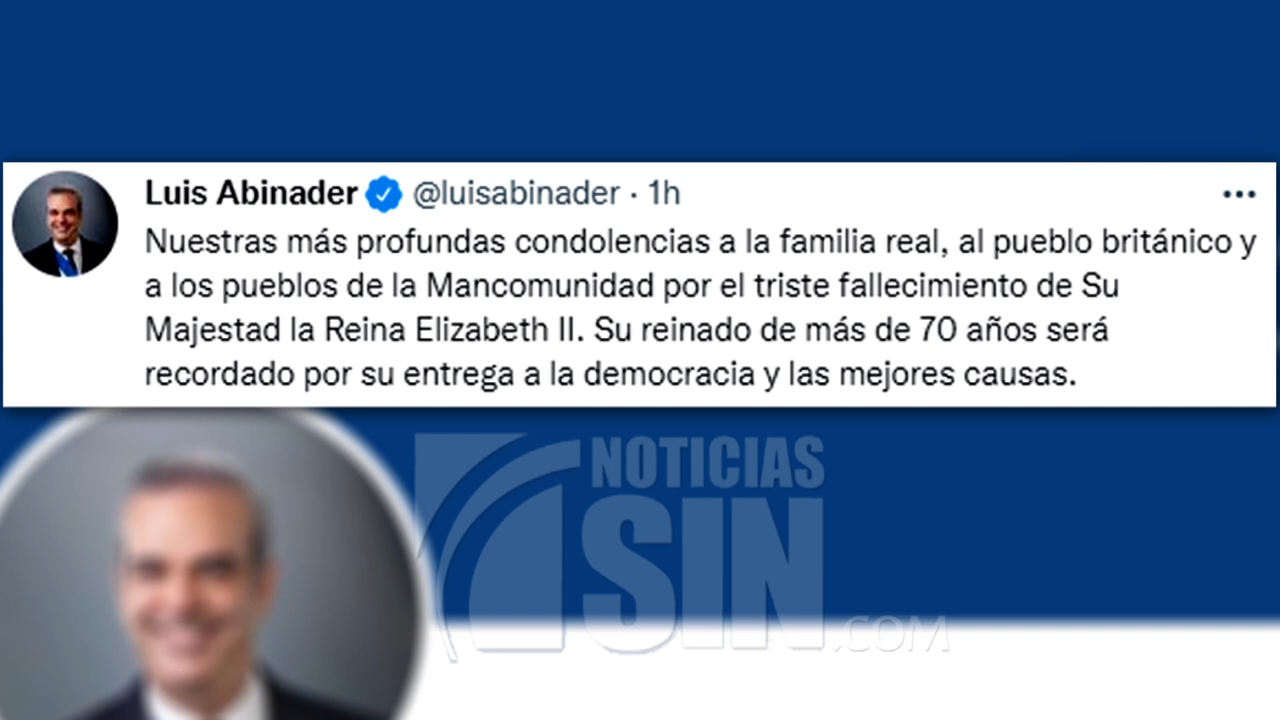 Luis Abinader @luisabinader · 1h
Nuestras más profundas condolencias a la familia real, al pueblo británico y
a los pueblos de la Mancomunidad por el triste fallecimiento de Su
Majestad la Reina Elizabeth II. Su reinado de más de 70 años será
recordado por su entrega a la democracia y las mejores causas.
NOTICIAS
SIN
.COM